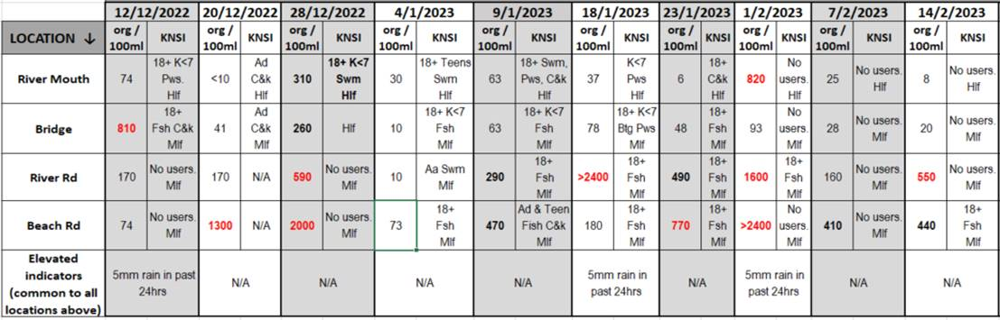 12/12/2022 20/12/2022 28/12/2022 4/1/2023 9/1/2023 18/1/2023 23/1/2023 1/2/2023 7/2/2023 14/2/2023
LOCATION ↓ org / 100ml KNSI org / 100ml KNSI org / 100ml KNSI org / 100ml KNSI org / 100ml KNSI org / 100ml KNSI org / 100ml KNSI org / 100ml KNSI org / 100ml KNSI org / 100ml KNSI
River Mouth 74 18+ K<7 Pws. Hlf <10 Ad C&k Hlf 310 18+ K<7 Swm Hlf 30 18+ Teens Swm Hlf 63 18+ Swm, Pws, C&k Hlf 37 K<7 Pws Hlf 6 18+ C&k Hlf 820 No users. Hlf 25 No users. Hlf 8 No users. Hlf
Bridge 810 18+ Fsh C&k Mlf 41 Ad C&k Mlf 260 Hlf 10 18+ K<7 Fsh Mlf 63 18+ K<7 Fsh Mlf 78 18+ K<7 Btg Pws Mlf 48 18+ Fsh Mlf 93 No users. Mlf 28 No users. Mlf 20 No users. Mlf
River Rd 170 No users. Mlf 170 N/A 590 No users. Mlf 10 Aa Swm Mlf 290 18+ Fsh Mlf >2400 18+ Fsh Mlf 490 18+ Fsh Mlf 1600 18+ Fsh Mlf 160 No users. Mlf 550 No users. Mlf
Beach Rd 74 No users. Mlf 1300 N/A 2000 No users. Mlf 73 18+ Fsh Mlf 470 Ad & Teen Fish C&k Mlf 180 18+ Fsh Mlf 770 18+ Fsh Mlf >2400 No users. Mlf 410 No users. Mlf 440 18+ Fsh Mlf
Elevated indicators (common to all locations above) 5mm rain in past 24hrs N/A N/A N/A N/A 5mm rain in past 24hrs N/A 5mm rain in past 24hrs N/A N/A